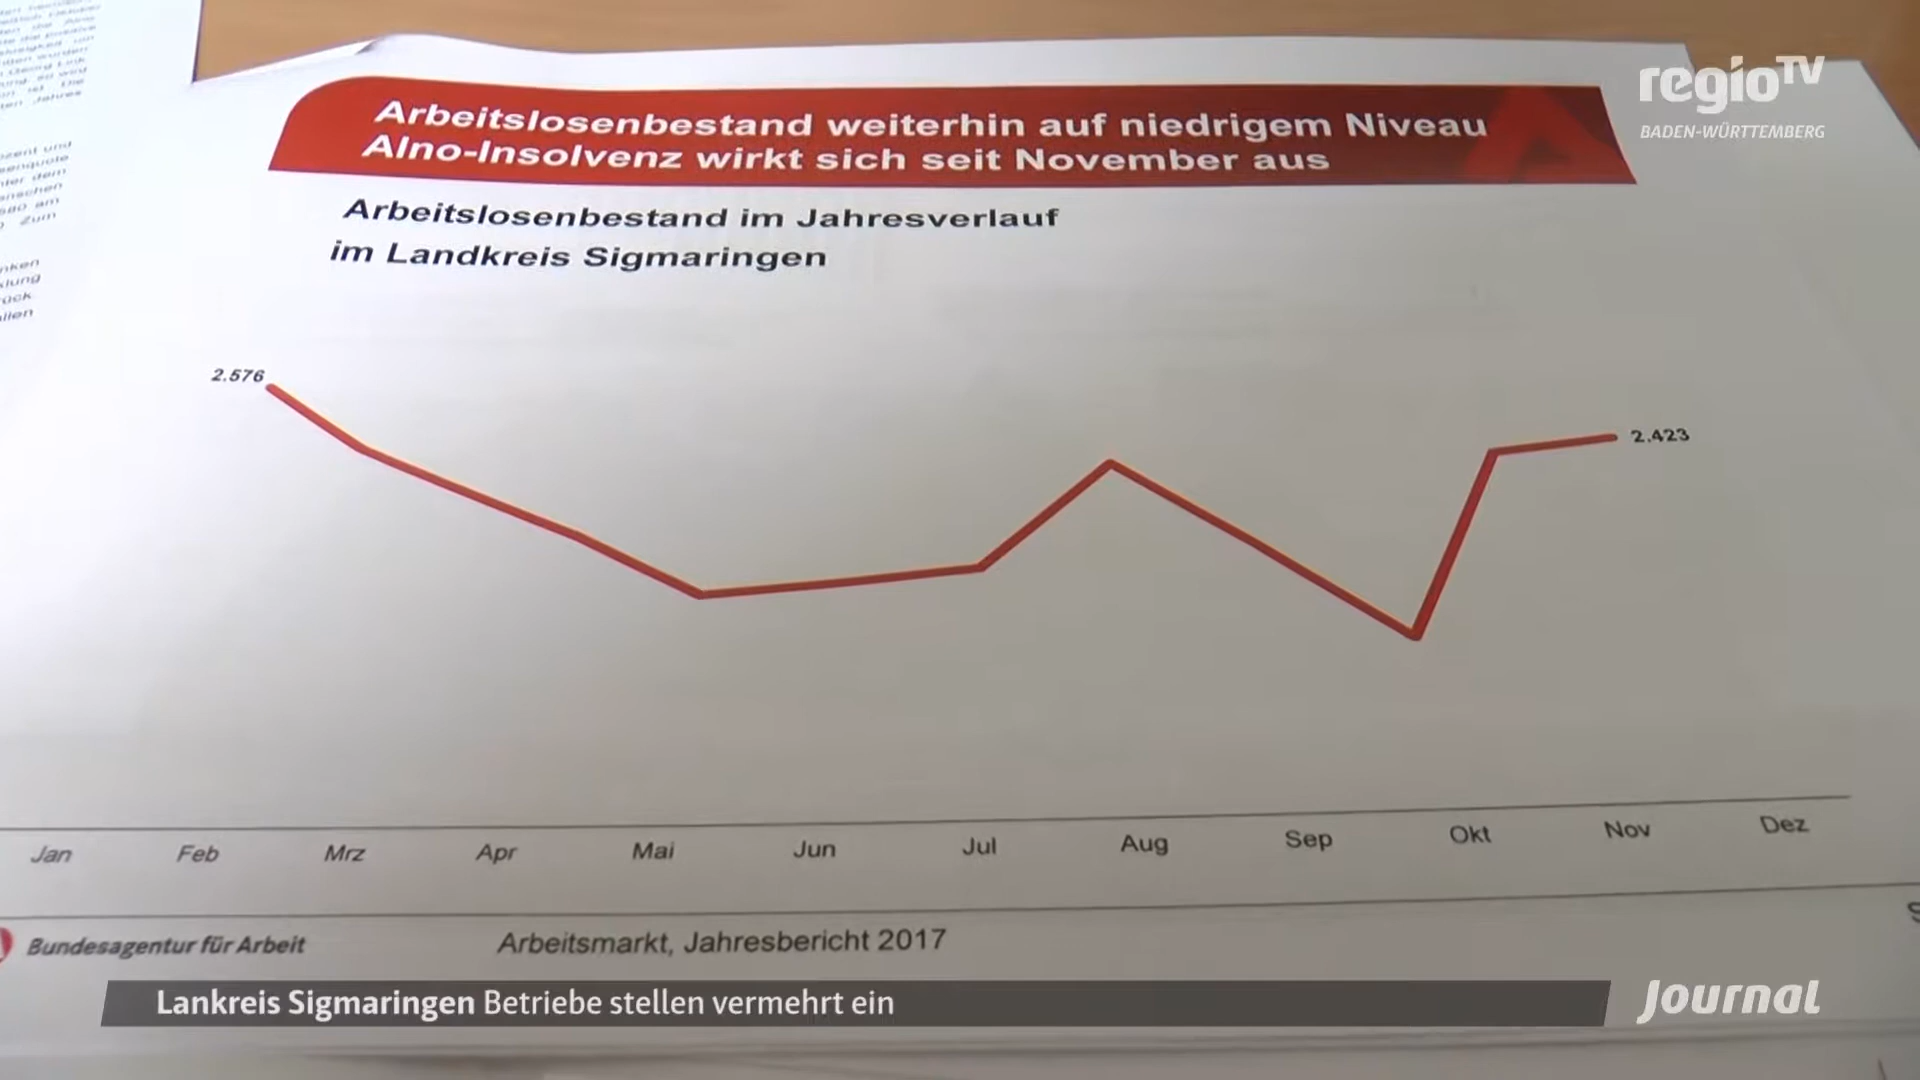 regioTV
BADEN-WÜRTTEMBERG
Arbeitslosenbestand weiterhin auf niedrigem Niveau
Alno-Insolvenz wirkt sich seit November aus
Arbeitslosenbestand im Jahresverlauf
im Landkreis Sigmaringen
2.576
2.423
Jan Feb Mrz Apr Mai Jun Jul Aug Sep Okt Nov Dez
Bundesagentur für Arbeit Arbeitsmarkt, Jahresbericht 2017
Lankreis Sigmaringen Betriebe stellen vermehrt ein
Journal